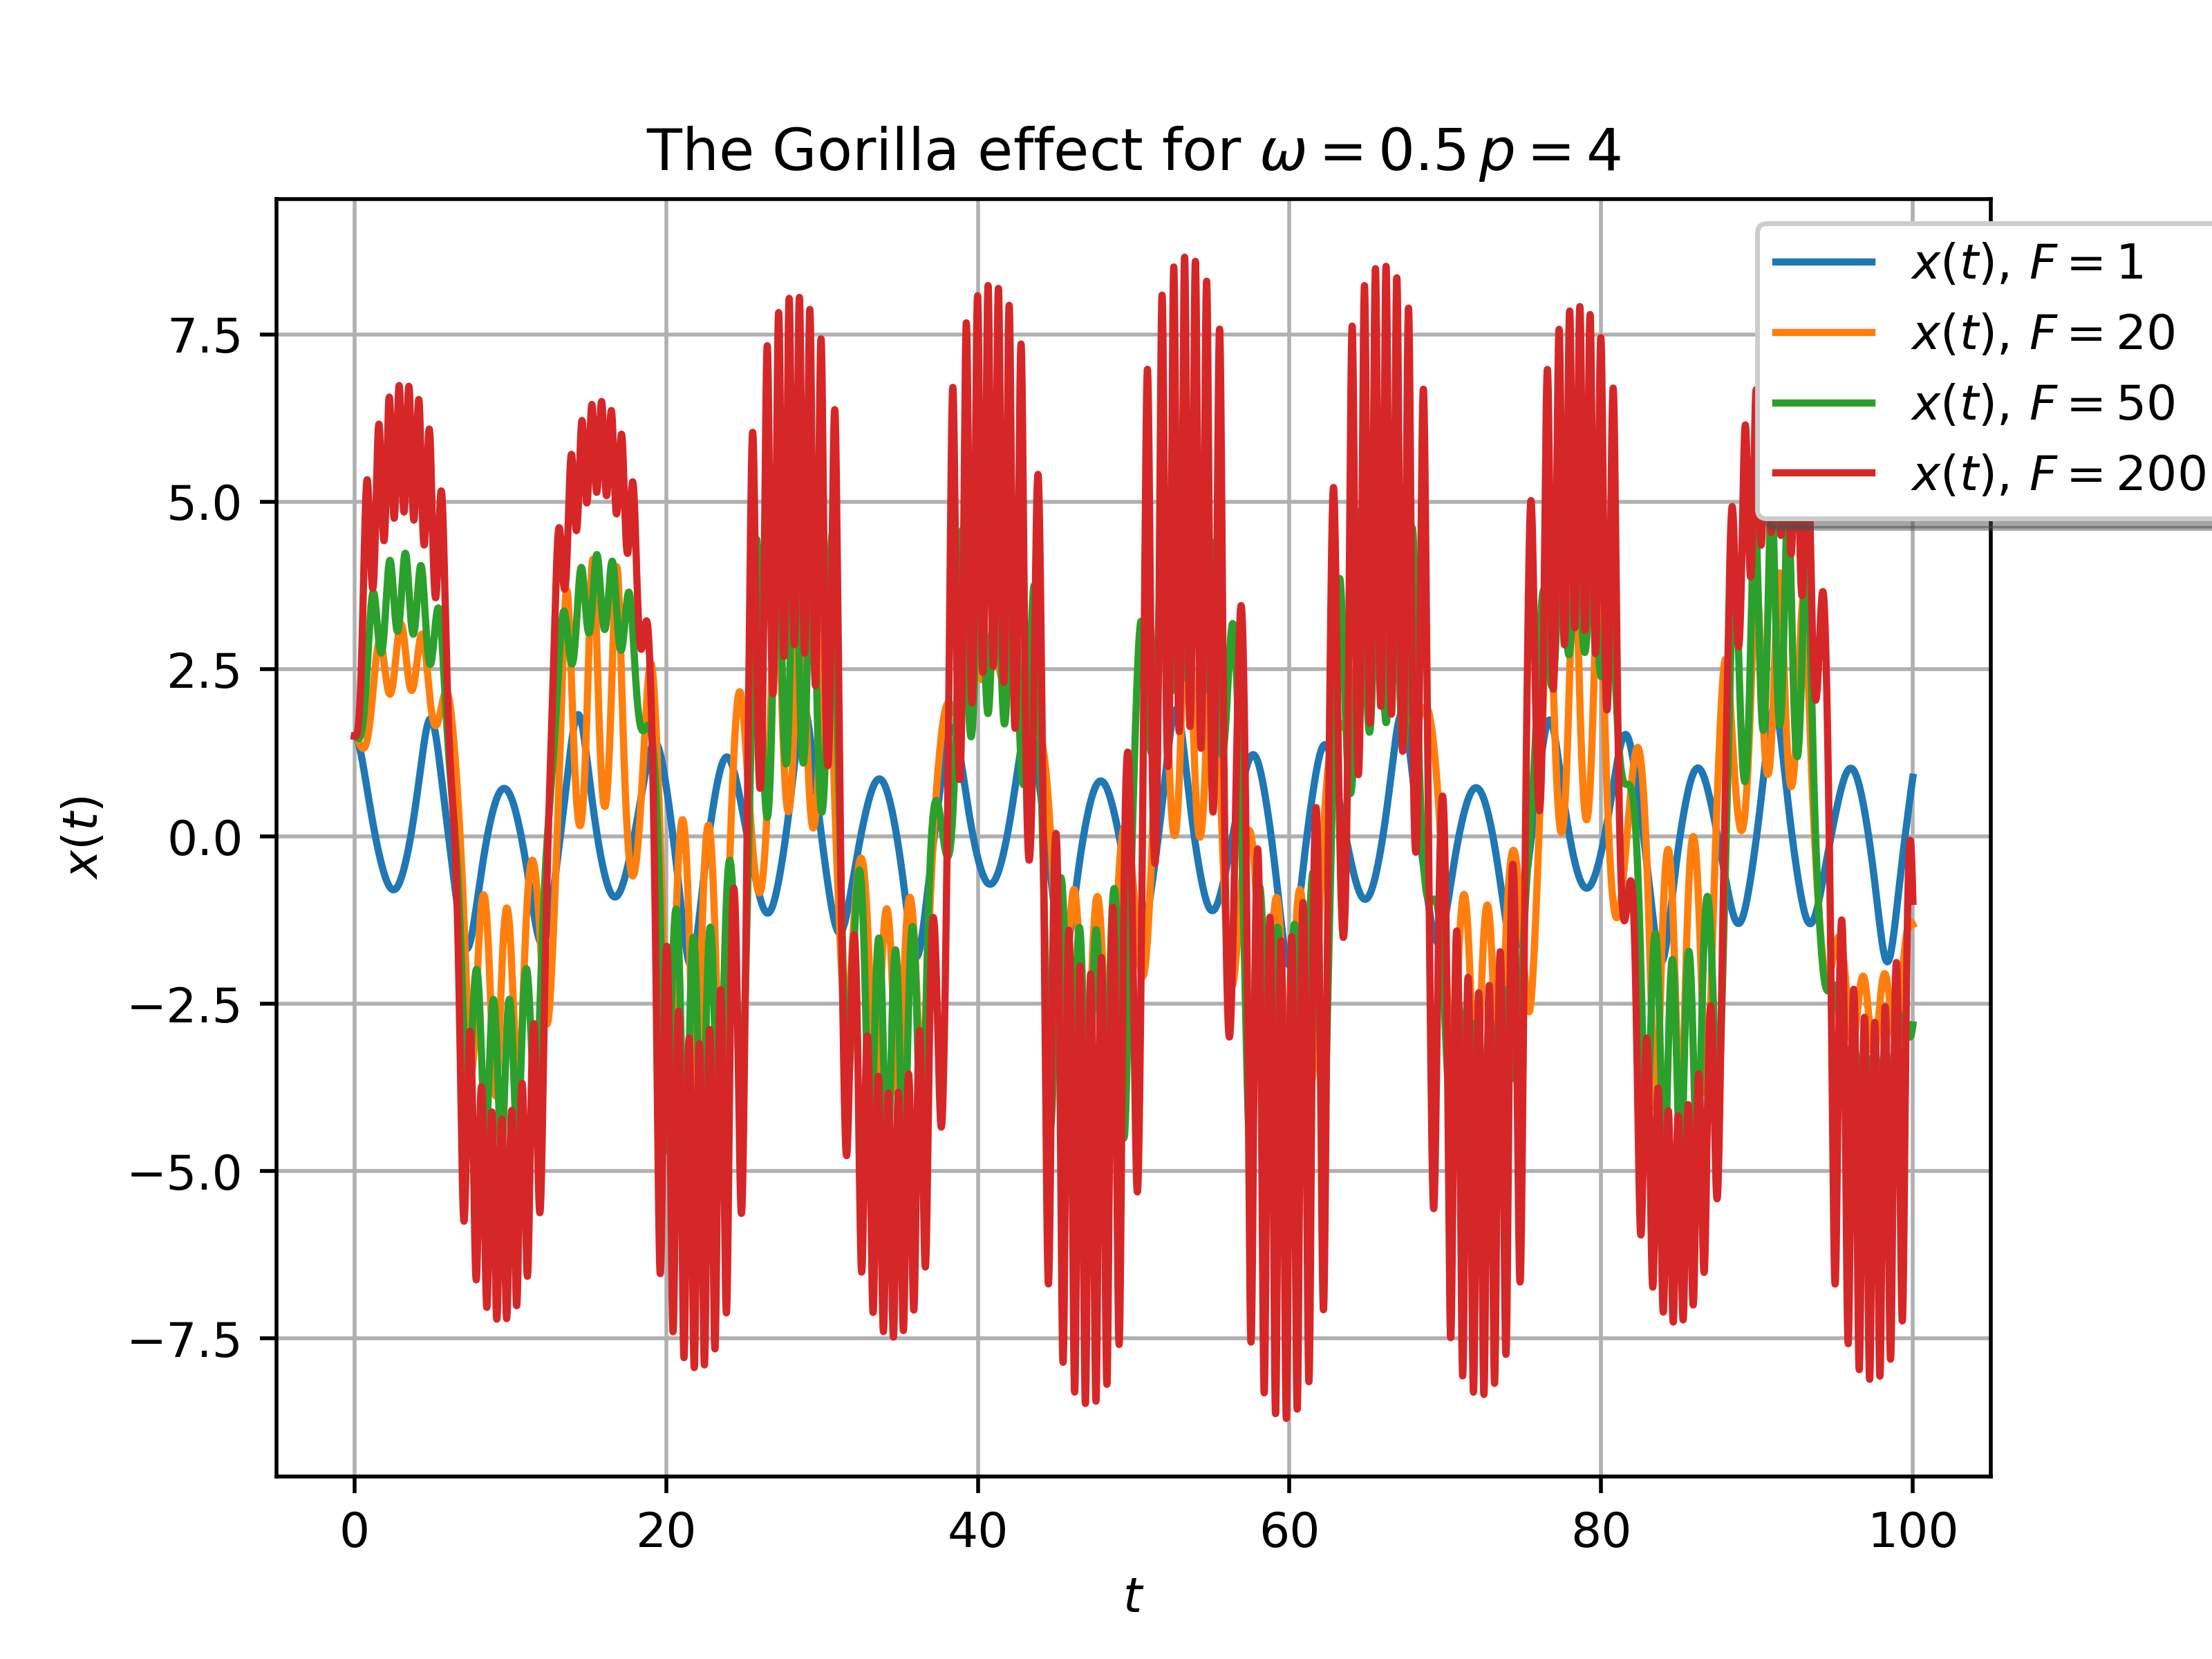 The Gorilla effect for ω = 0.5 p = 4
x(t), F = 1
x(t), F = 20
x(t), F = 50
x(t), F = 200
7.5
5.0
2.5
0.0
−2.5
−5.0
−7.5
x(t)
0 20 40 60 80 100
t